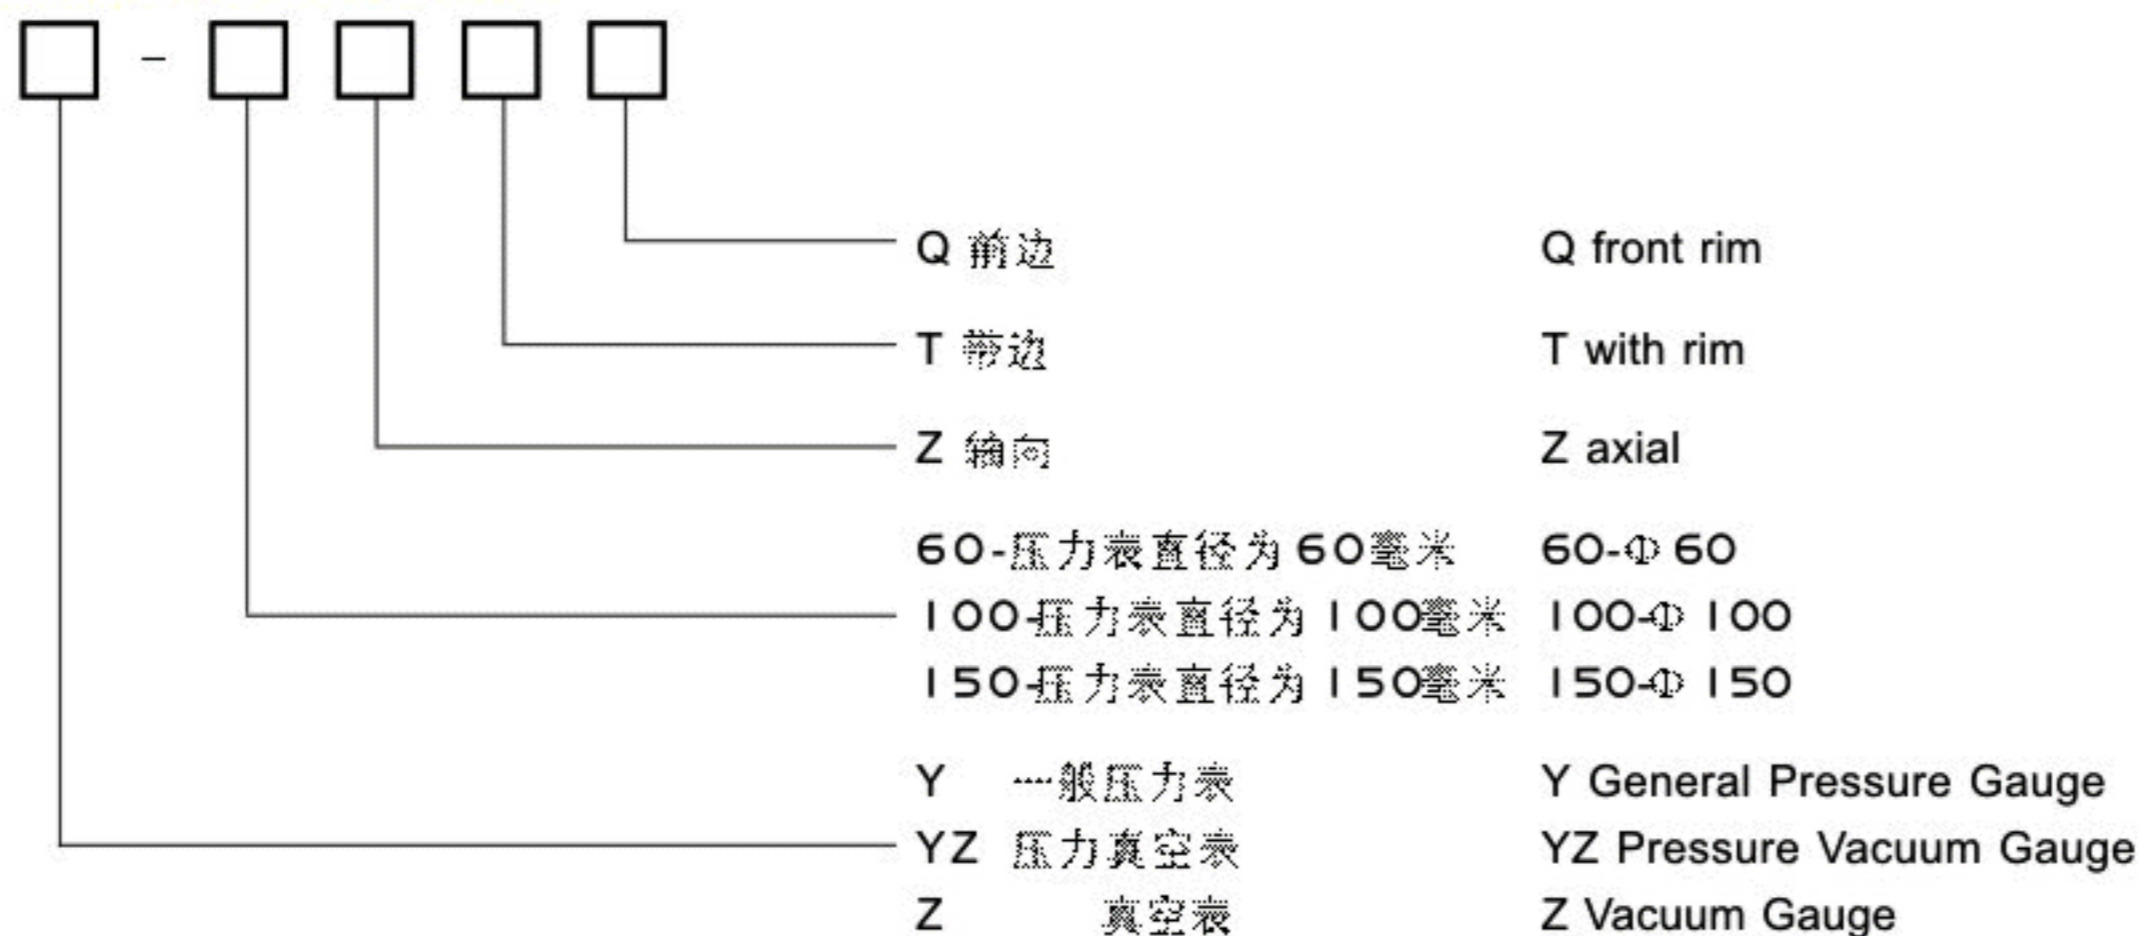 -
Q 前边 Q front rim
T 带边 T with rim
Z 轴向 Z axial
60-压力表直径为60毫米 60-Φ 60
100-压力表直径为100毫米 100-Φ 100
150-压力表直径为150毫米 150-Φ 150
Y 一般压力表 Y General Pressure Gauge
YZ 压力真空表 YZ Pressure Vacuum Gauge
Z 真空表 Z Vacuum Gauge